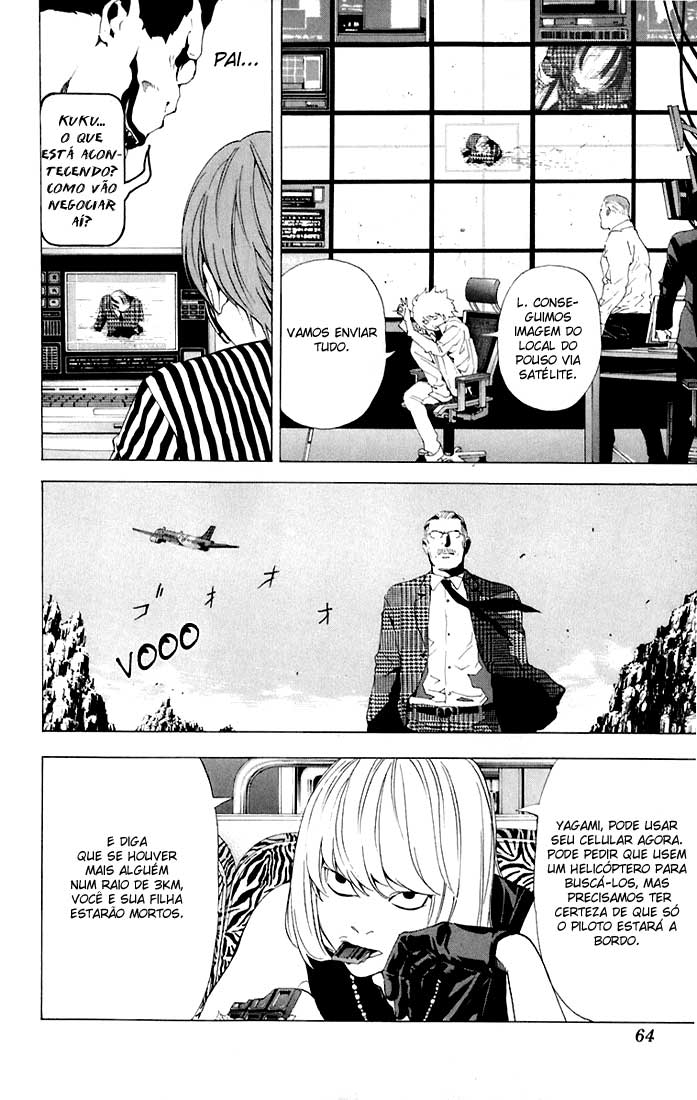 PAI...
KUKU...
O QUE
ESTÁ ACON-
TECENDO?
COMO VÃO
NEGOCIAR
AÍ?
L. CONSE-
GUIMOS
IMAGEM DO
LOCAL DO
POUSO VIA
SATÉLITE.
VAMOS ENVIAR
TUDO.
ゴ
オ
オ
オ
VOOO
YAGAMI, PODE USAR
SEU CELULAR AGORA.
PODE PEDIR QUE USEM
UM HELICÓPTERO PARA
BUSCÁ-LOS, MAS
PRECISAMOS TER
CERTEZA DE QUE SÓ
O PILOTO ESTARÁ A
BORDO.
E DIGA
QUE SE HOUVER
MAIS ALGUÉM
NUM RAIO DE 3KM,
VOCÊ E SUA FILHA
ESTARÃO MORTOS.
64